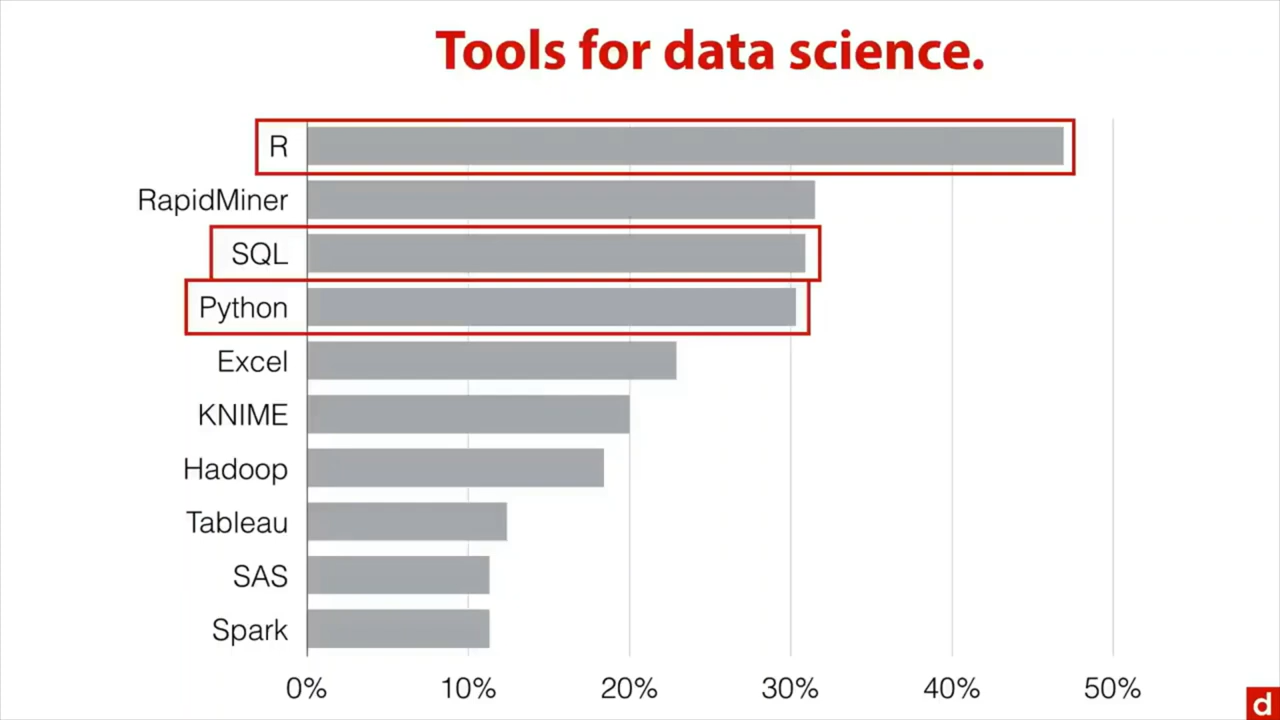 Tools for data science.
R
RapidMiner
SQL
Python
Excel
KNIME
Hadoop
Tableau
SAS
Spark
0% 10% 20% 30% 40% 50%
d